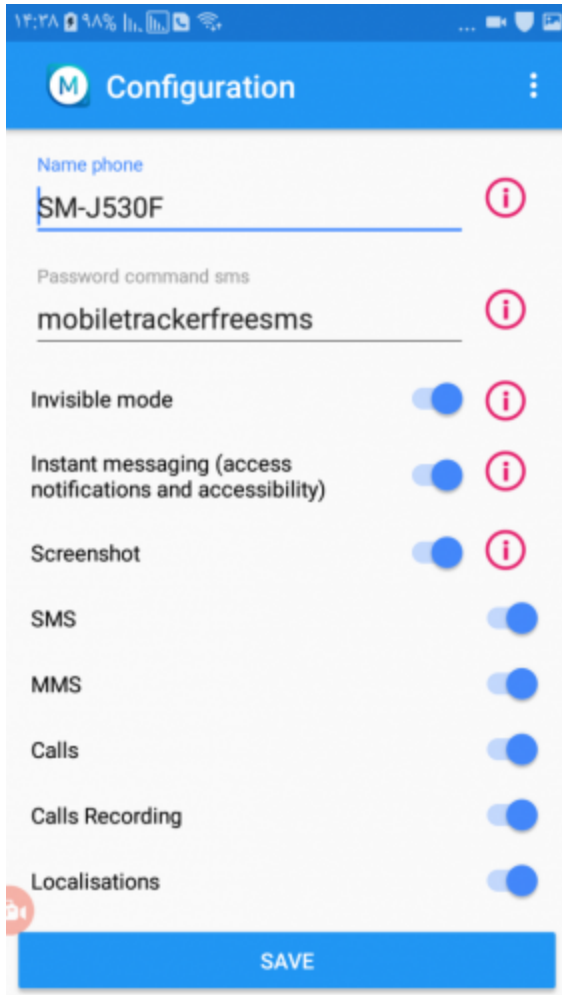 ۱۴:۳۸ ۹۸% ...
M Configuration
Name phone
SM-J530F
Password command sms
mobiletrackerfreesms
Invisible mode
Instant messaging (access
notifications and accessibility)
Screenshot
SMS
MMS
Calls
Calls Recording
Localisations
SAVE